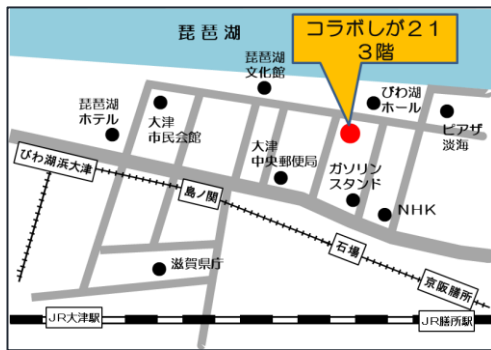 琵琶湖
コラボしが21
3階
琵琶湖
文化館
びわ湖
ホール
琵琶湖
ホテル
大津
市民会館
ピアザ
淡海
大津
中央郵便局
ガソリン
スタンド
びわ湖浜大津
島ノ関
NHK
石場
滋賀県庁
京阪膳所
JR大津駅
JR膳所駅